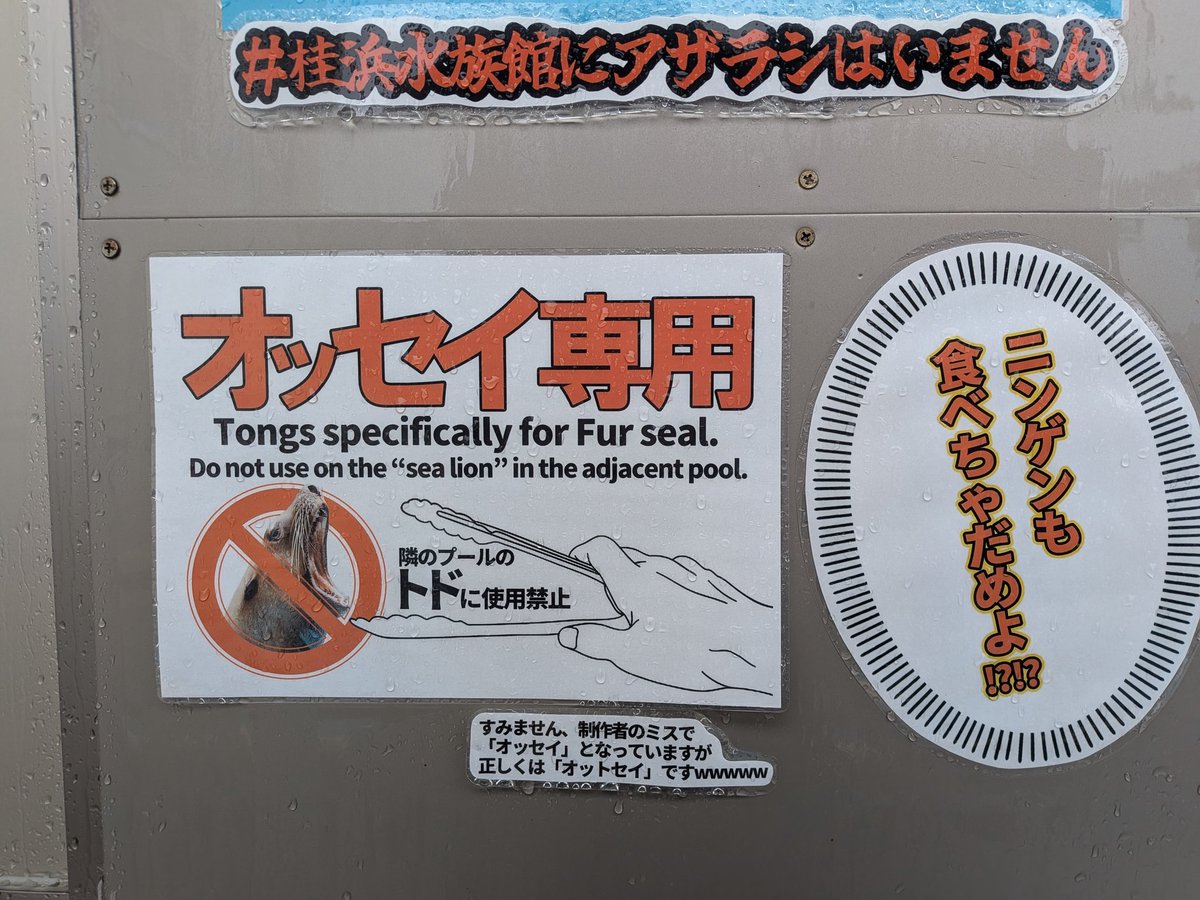 #桂浜水族館にアザラシはいません
オッセイ専用
Tongs specifically for Fur seal.
Do not use on the “sea lion” in the adjacent pool.
隣のプールの
トドに使用禁止
すみません、制作者のミスで
「オッセイ」となっていますが
正しくは「オットセイ」ですwwwwww
ニンゲンも
食べちゃだめよ!?!?